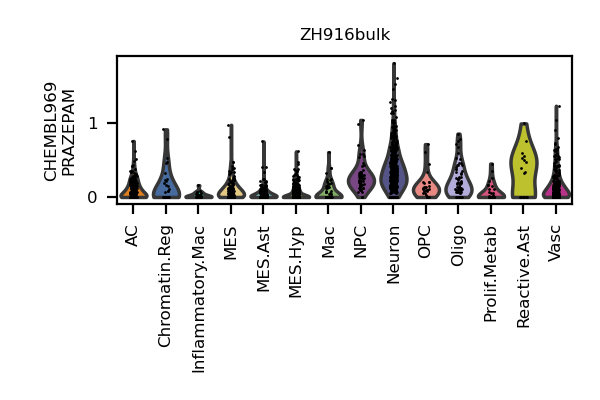 ZH916bulk
CHEMBL969
PRAZEPAM
1
0
AC
Chromatin.Reg
Inflammatory.Mac
MES
MES.Ast
MES.Hyp
Mac
NPC
Neuron
OPC
Oligo
Prolif.Metab
Reactive.Ast
Vasc